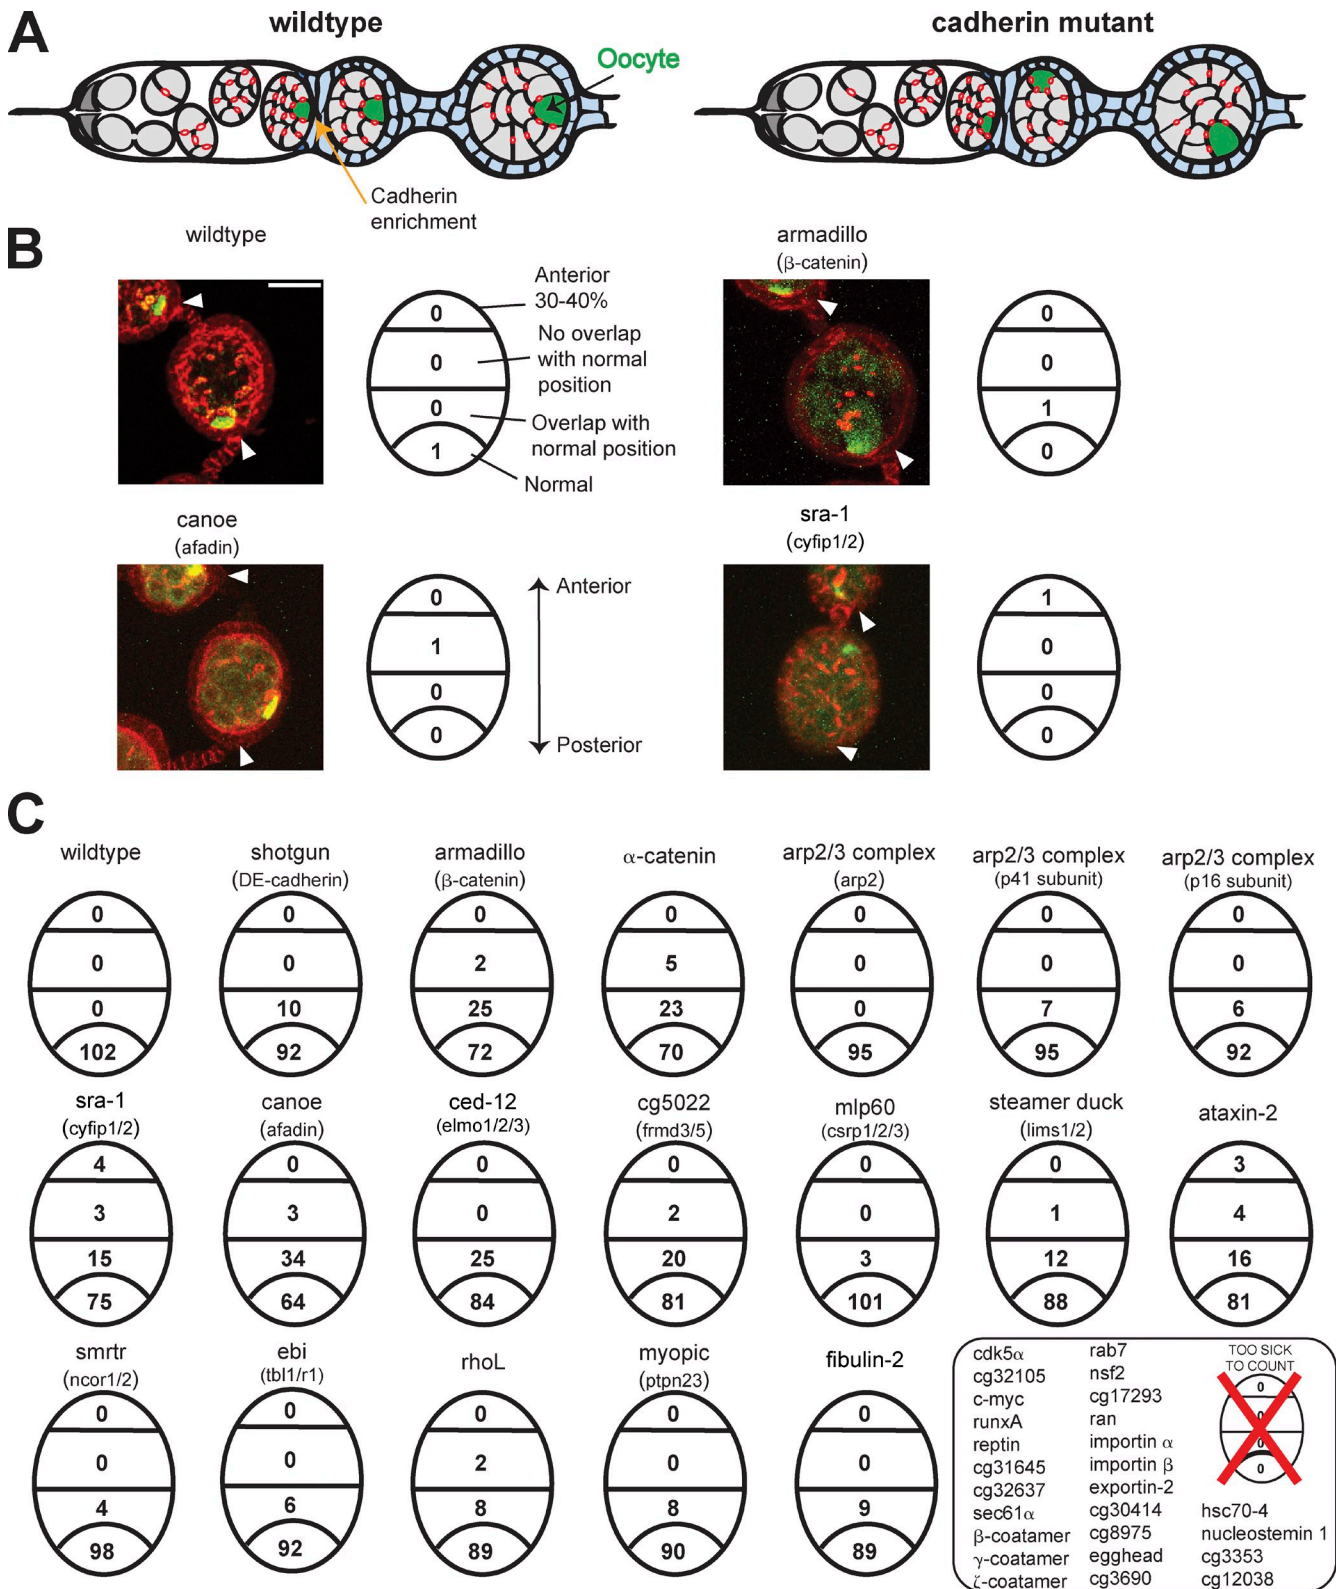 A
wildtype
cadherin mutant
Oocyte
Cadherin
enrichment
B
wildtype
0
0
0
1
Anterior
30-40%
No overlap
with normal
position
Overlap with
normal position
Normal
armadillo
(β-catenin)
0
0
1
0
canoe
(afadin)
0
1
0
0
Anterior
Posterior
sra-1
(cyfip1/2)
1
0
0
0
C
wildtype
0
0
0
102
shotgun
(DE-cadherin)
0
0
10
92
armadillo
(β-catenin)
0
2
25
72
α-catenin
0
5
23
70
arp2/3 complex
(arp2)
0
0
0
95
arp2/3 complex
(p41 subunit)
0
0
7
95
arp2/3 complex
(p16 subunit)
0
0
6
92
sra-1
(cyfip1/2)
4
3
15
75
canoe
(afadin)
0
3
34
64
ced-12
(elmo1/2/3)
0
0
25
84
cg5022
(frmd3/5)
0
2
20
81
mlp60
(csrp1/2/3)
0
0
3
101
steamer duck
(lims1/2)
0
1
12
88
ataxin-2
3
4
16
81
smrtr
(ncor1/2)
0
0
4
98
ebi
(tbl1/r1)
0
0
6
92
rhoL
0
2
8
89
myopic
(ptpn23)
0
0
8
90
fibulin-2
0
0
9
89
cdk5α
cg32105
c-myc
runxA
reptin
cg31645
cg32637
sec61α
β-coatamer
γ-coatamer
ζ-coatamer
rab7
nsf2
cg17293
ran
importin α
importin β
exportin-2
cg30414
cg8975
egghead
cg3690
TOO SICK
TO COUNT
0
0
0
0
hsc70-4
nucleostemin 1
cg3353
cg12038